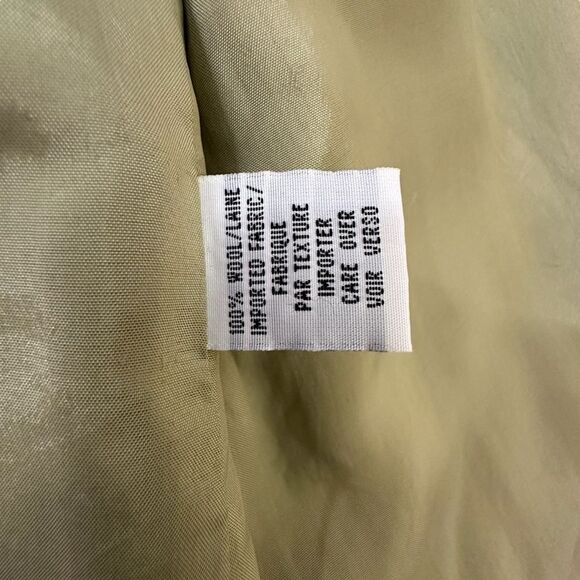 100% WOOL/LAINE
IMPORTED FABRIC/
FABRIQUE
PAR TEXTURE
IMPORTER
CARE OVER
VOIR VERSO